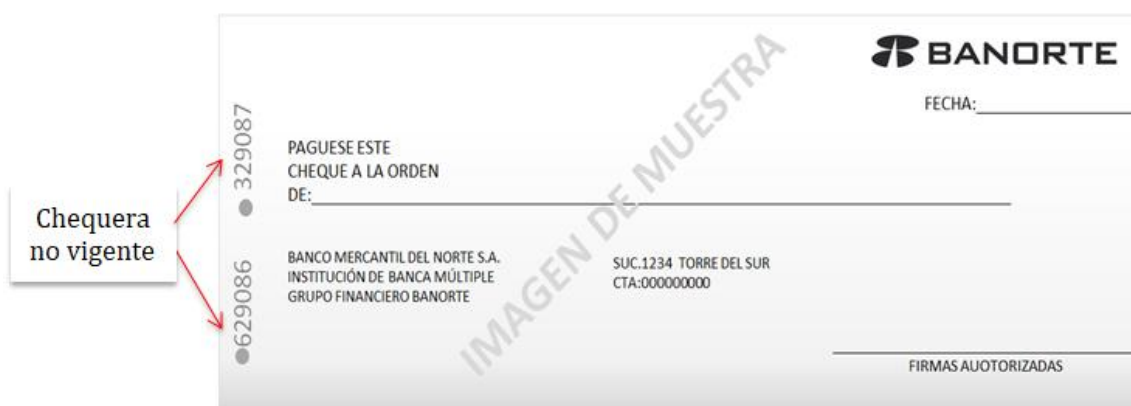 Chequera
no vigente
329087
629086
BANORTE
FECHA:
PAGUESE ESTE
CHEQUE A LA ORDEN
DE:
BANCO MERCANTIL DEL NORTE S.A.
INSTITUCIÓN DE BANCA MÚLTIPLE
GRUPO FINANCIERO BANORTE
SUC.1234 TORRE DEL SUR
CTA:000000000
FIRMAS AUOTORIZADAS
IMAGEN DE MUESTRA